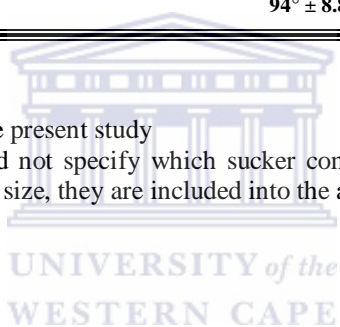 94° ± 8.8
e present study
d not specify which sucker con
size, they are included into the a
UNIVERSITY of the
WESTERN CAPE